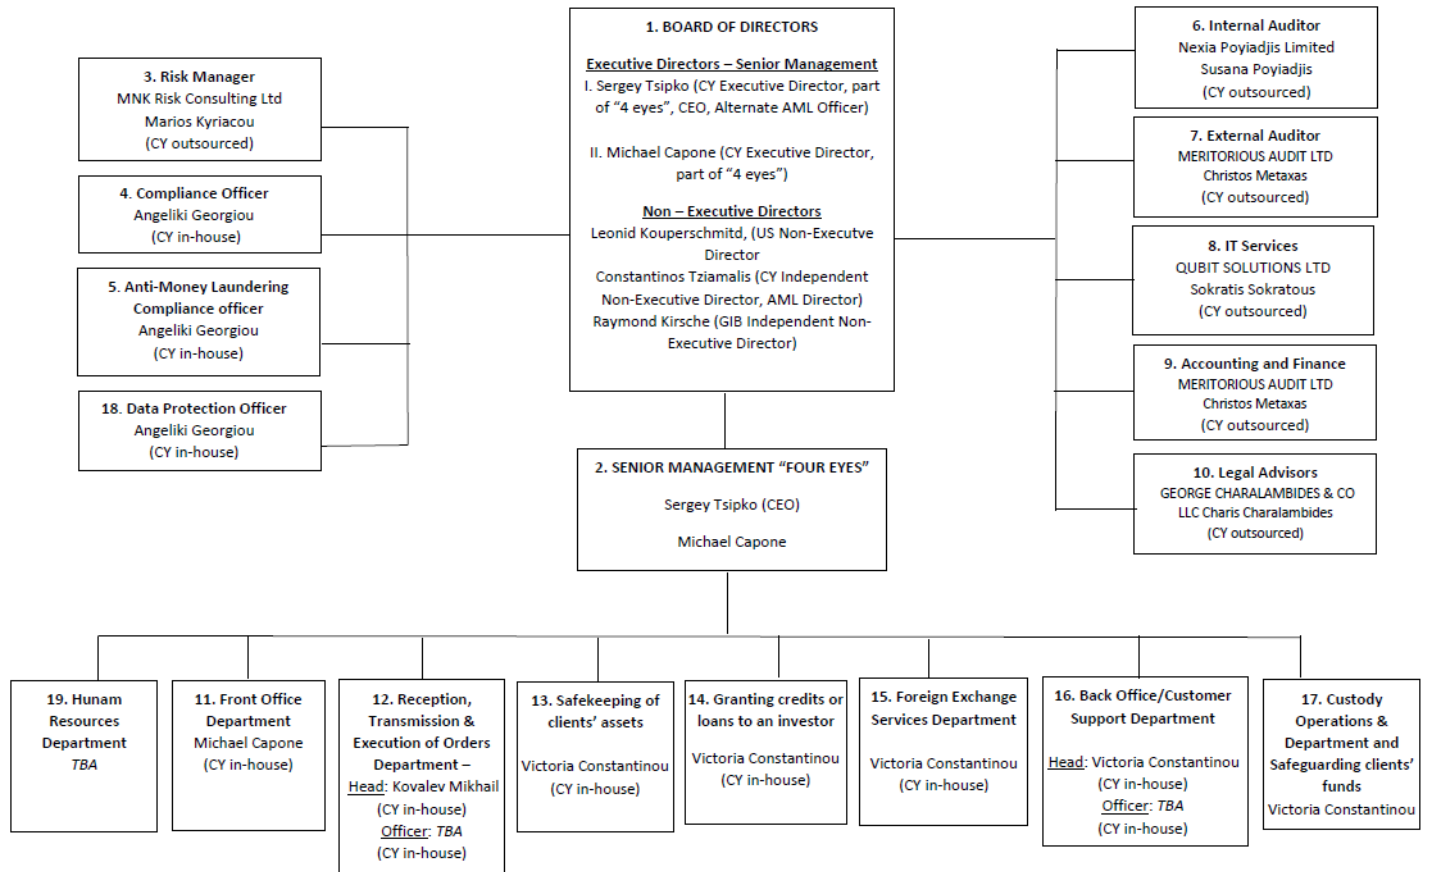 1. BOARD OF DIRECTORS
Executive Directors – Senior Management
I. Sergey Tsipko (CY Executive Director, part
of “4 eyes”, CEO, Alternate AML Officer)
II. Michael Capone (CY Executive Director,
part of “4 eyes”)
Non – Executive Directors
Leonid Kouperschmitd, (US Non-Executve
Director
Constantinos Tziamalis (CY Independent
Non-Executive Director, AML Director)
Raymond Kirsche (GIB Independent Non-
Executive Director)
3. Risk Manager
MNK Risk Consulting Ltd
Marios Kyriacou
(CY outsourced)
4. Compliance Officer
Angeliki Georgiou
(CY in-house)
5. Anti-Money Laundering
Compliance officer
Angeliki Georgiou
(CY in-house)
18. Data Protection Officer
Angeliki Georgiou
(CY in-house)
6. Internal Auditor
Nexia Poyiadjis Limited
Susana Poyiadjis
(CY outsourced)
7. External Auditor
MERITORIOUS AUDIT LTD
Christos Metaxas
(CY outsourced)
8. IT Services
QUBIT SOLUTIONS LTD
Sokratis Sokratous
(CY outsourced)
9. Accounting and Finance
MERITORIOUS AUDIT LTD
Christos Metaxas
(CY outsourced)
10. Legal Advisors
GEORGE CHARALAMBIDES & CO
LLC Charis Charalambides
(CY outsourced)
2. SENIOR MANAGEMENT “FOUR EYES”
Sergey Tsipko (CEO)
Michael Capone
19. Hunam
Resources
Department
TBA
11. Front Office
Department
Michael Capone
(CY in-house)
12. Reception,
Transmission &
Execution of Orders
Department –
Head: Kovalev Mikhail
(CY in-house)
Officer: TBA
(CY in-house)
13. Safekeeping of
clients’ assets
Victoria Constantinou
(CY in-house)
14. Granting credits or
loans to an investor
Victoria Constantinou
(CY in-house)
15. Foreign Exchange
Services Department
Victoria Constantinou
(CY in-house)
16. Back Office/Customer
Support Department
Head: Victoria Constantinou
(CY in-house)
Officer: TBA
(CY in-house)
17. Custody
Operations &
Department and
Safeguarding clients’
funds
Victoria Constantinou